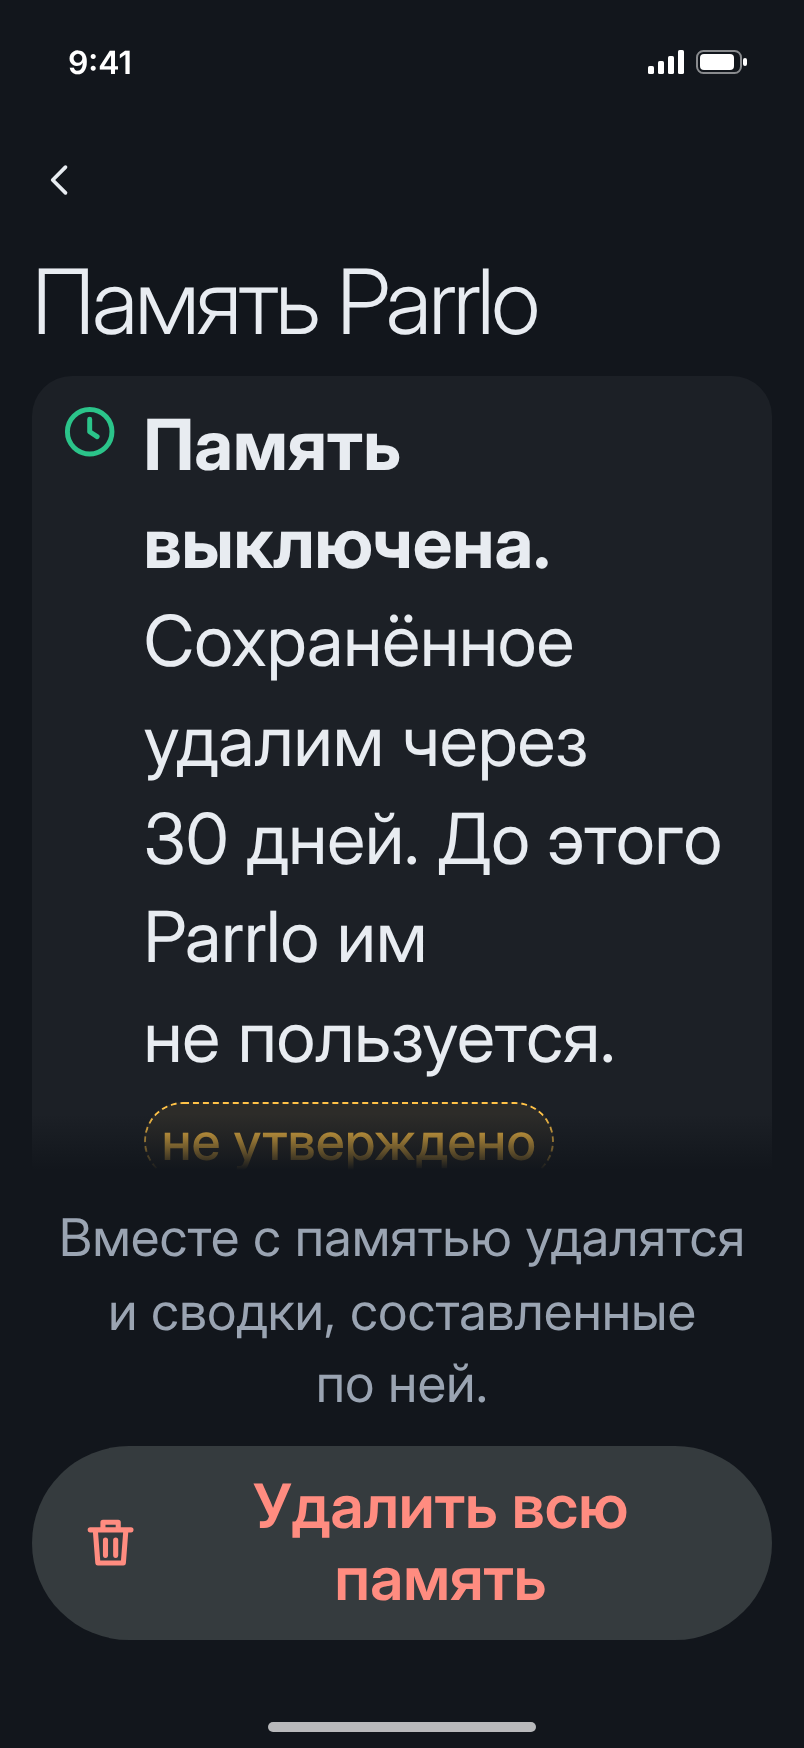 9:41
Память Parrlo
Память
выключена.
Сохранённое
удалим через
30 дней. До этого
Parrlo им
не пользуется.
не утверждено
Вместе с памятью удалятся
и сводки, составленные
по ней.
Удалить всю
память